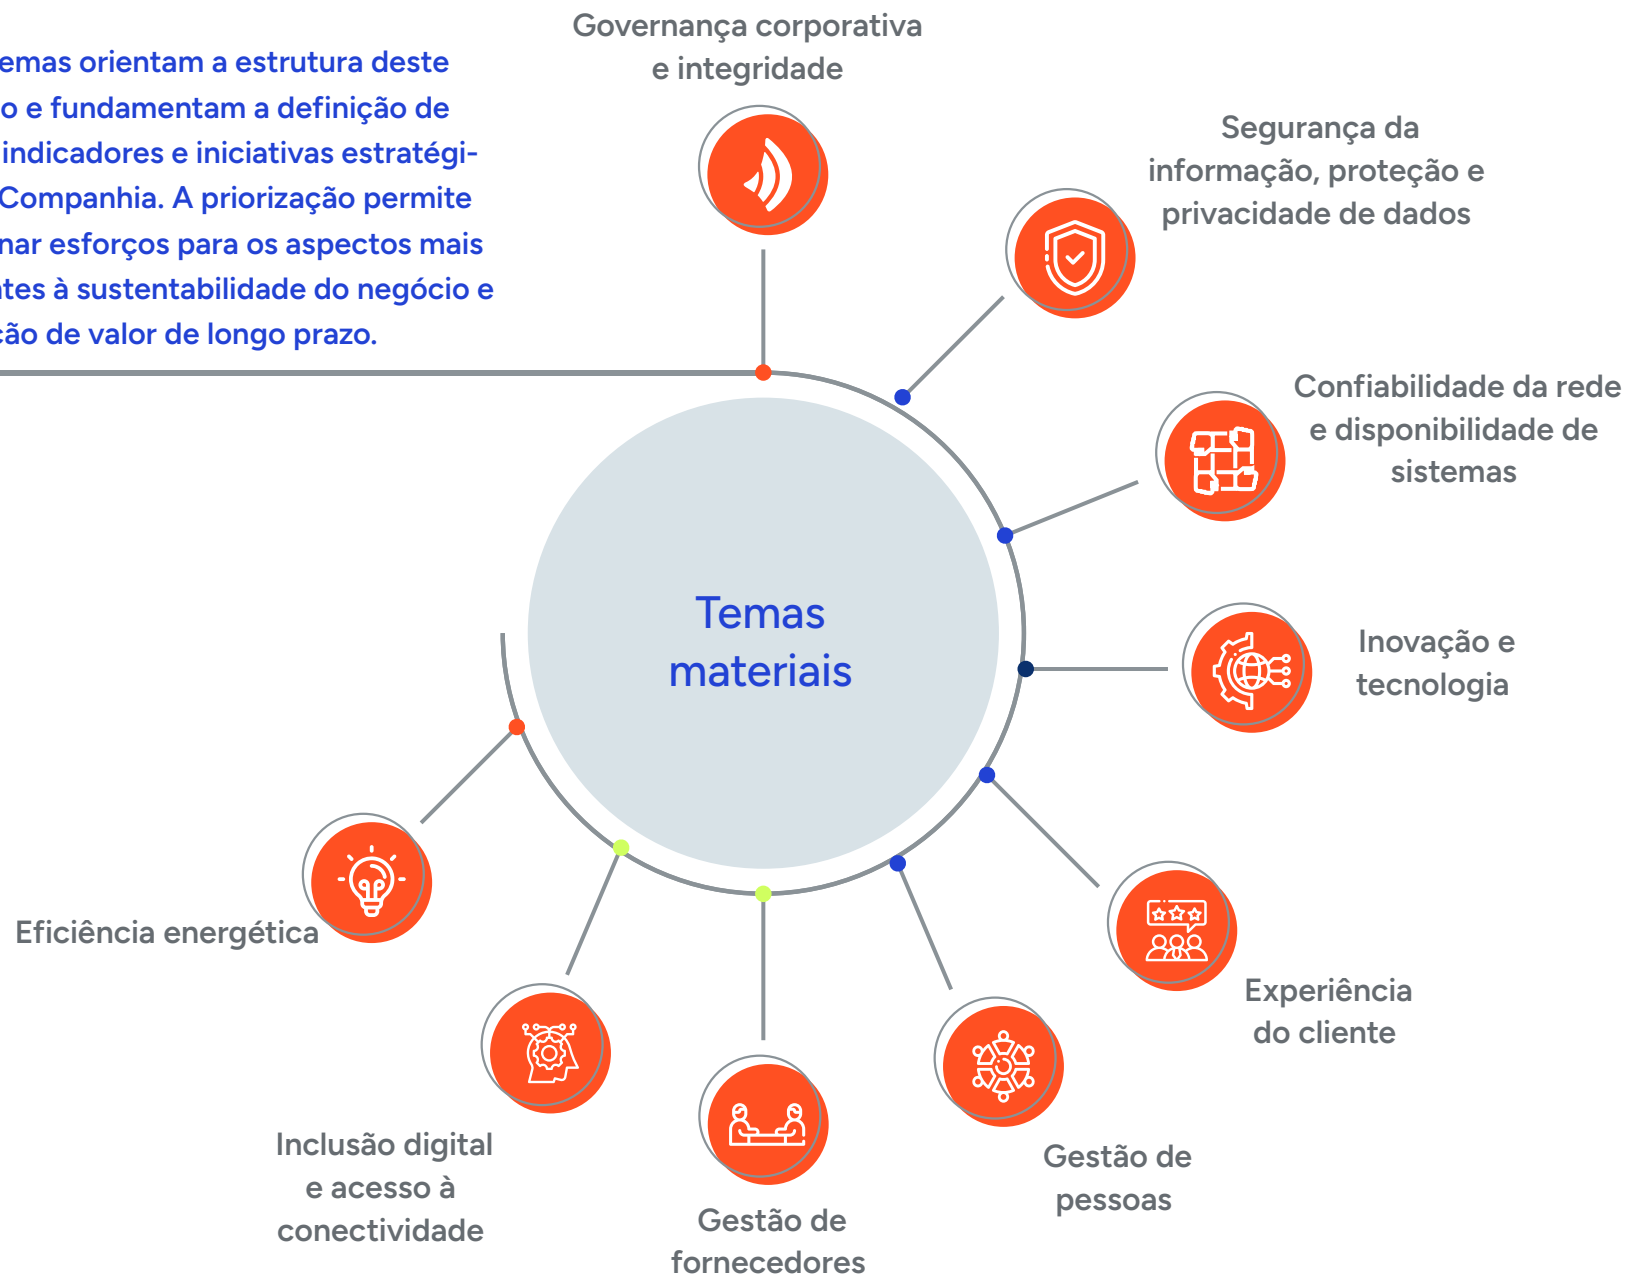 emas orientam a estrutura deste
o e fundamentam a definição de
indicadores e iniciativas estratégi-
Companhia. A priorização permite
nar esforços para os aspectos mais
ntes à sustentabilidade do negócio e
ção de valor de longo prazo.
Governança corporativa
e integridade
Segurança da
informação, proteção e
privacidade de dados
Confiabilidade da rede
e disponibilidade de
sistemas
Inovação e
tecnologia
Experiência
do cliente
Gestão de
pessoas
Gestão de
fornecedores
Inclusão digital
e acesso à
conectividade
Eficiência energética
Temas
materiais